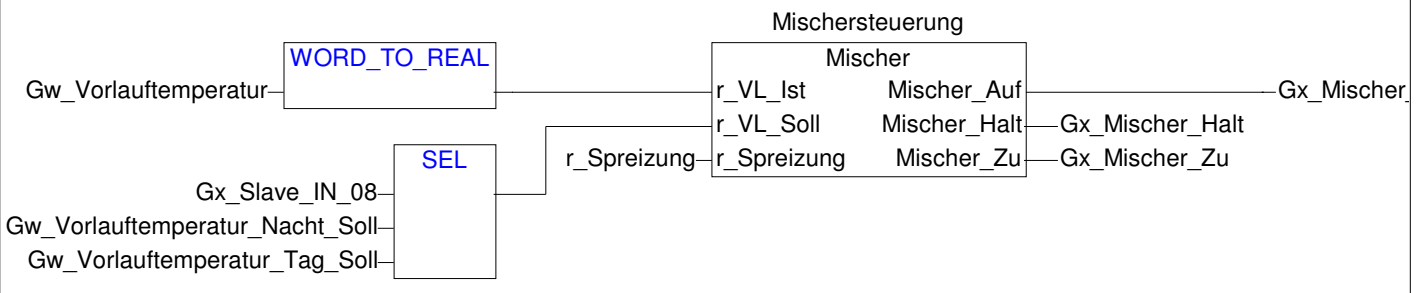 Mischersteuerung
WORD_TO_REAL
Mischer
Gw_Vorlauftemperatur
r_VL_Ist
Mischer_Auf
Gx_Mischer_
r_VL_Soll
Mischer_Halt
Gx_Mischer_Halt
SEL
r_Spreizung
r_Spreizung
Mischer_Zu
Gx_Mischer_Zu
Gx_Slave_IN_08
Gw_Vorlauftemperatur_Nacht_Soll
Gw_Vorlauftemperatur_Tag_Soll